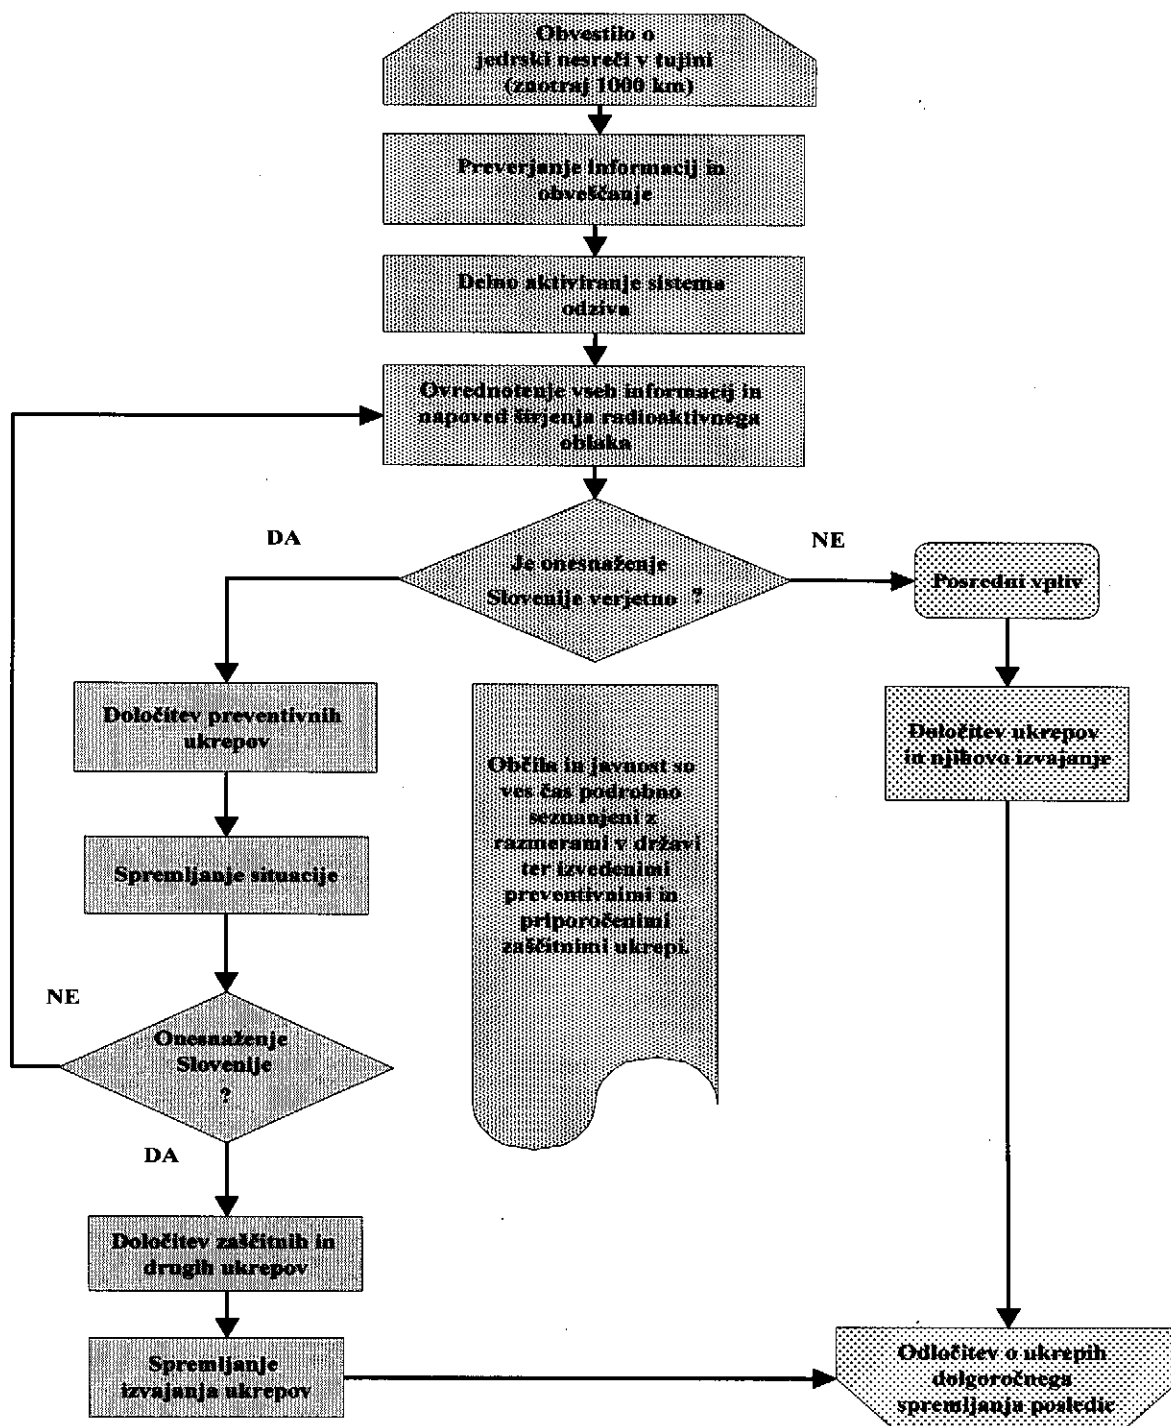 Obvestilo o
jedrski nesreči v tujini
(znotraj 1000 km)
Preverjanje informacij in
obveščanje
Delno aktiviranje sistema
odziva
Ovrednotenje vseh informacij in
napoved širjenja radioaktivnega
oblaka
DA
NE
Je onesnaženje
Slovenije verjetno ?
Posredni vpliv
Določitev preventivnih
ukrepov
Določitev ukrepov
in njihovo izvajanje
Občila in javnost so
ves čas podrobno
seznanjeni z
razmerami v državi
ter izvedenimi
preventivnimi in
priporočenimi
zaščitnimi ukrepi.
Spremljanje situacije
NE
Onesnaženje
Slovenije
?
DA
Določitev zaščitnih in
drugih ukrepov
Spremljanje
izvajanja ukrepov
Odločitev o ukrepih
dolgoročnega
spremljanja posledic